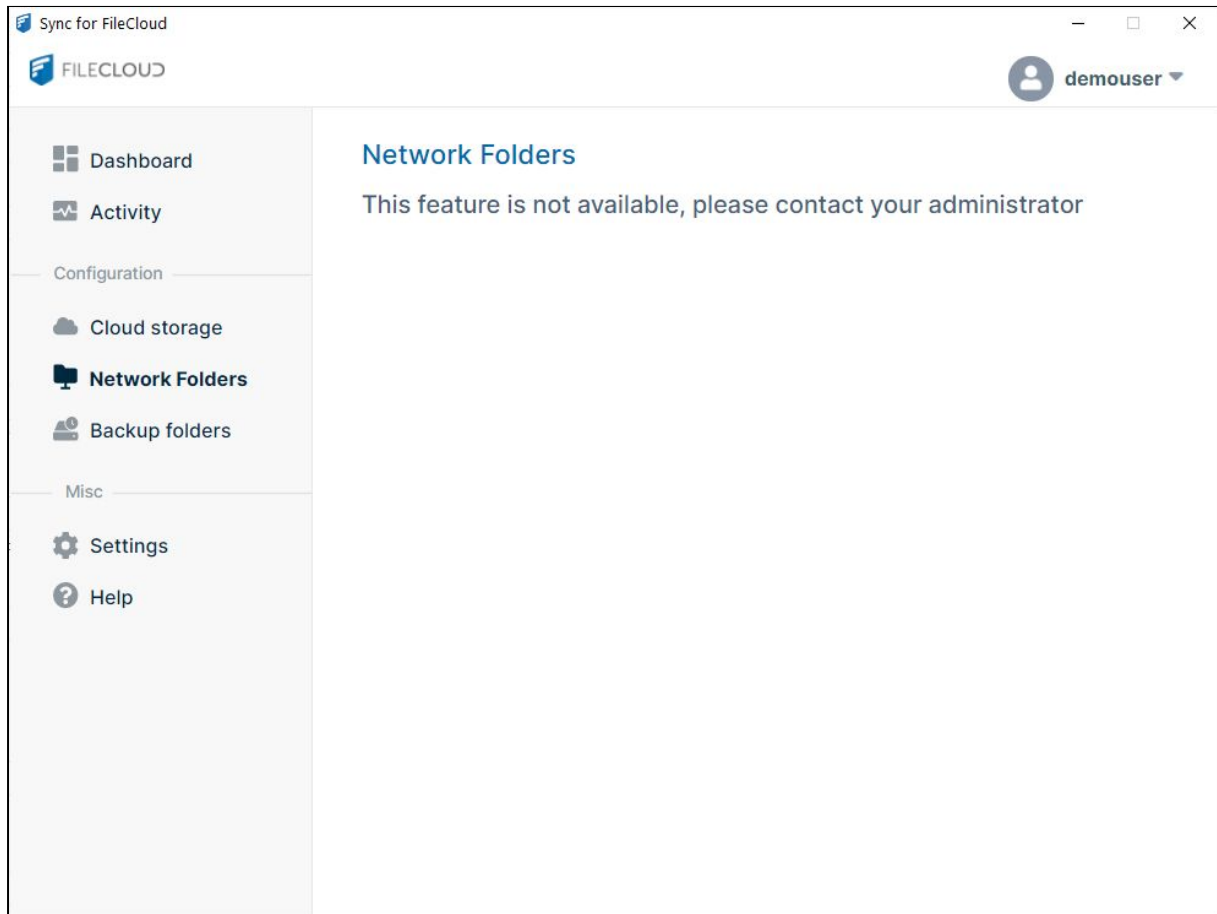 Sync for FileCloud
FILECLOUD
demouser
Dashboard
Activity
Configuration
Cloud storage
Network Folders
Backup folders
Misc
Settings
Help
Network Folders
This feature is not available, please contact your administrator